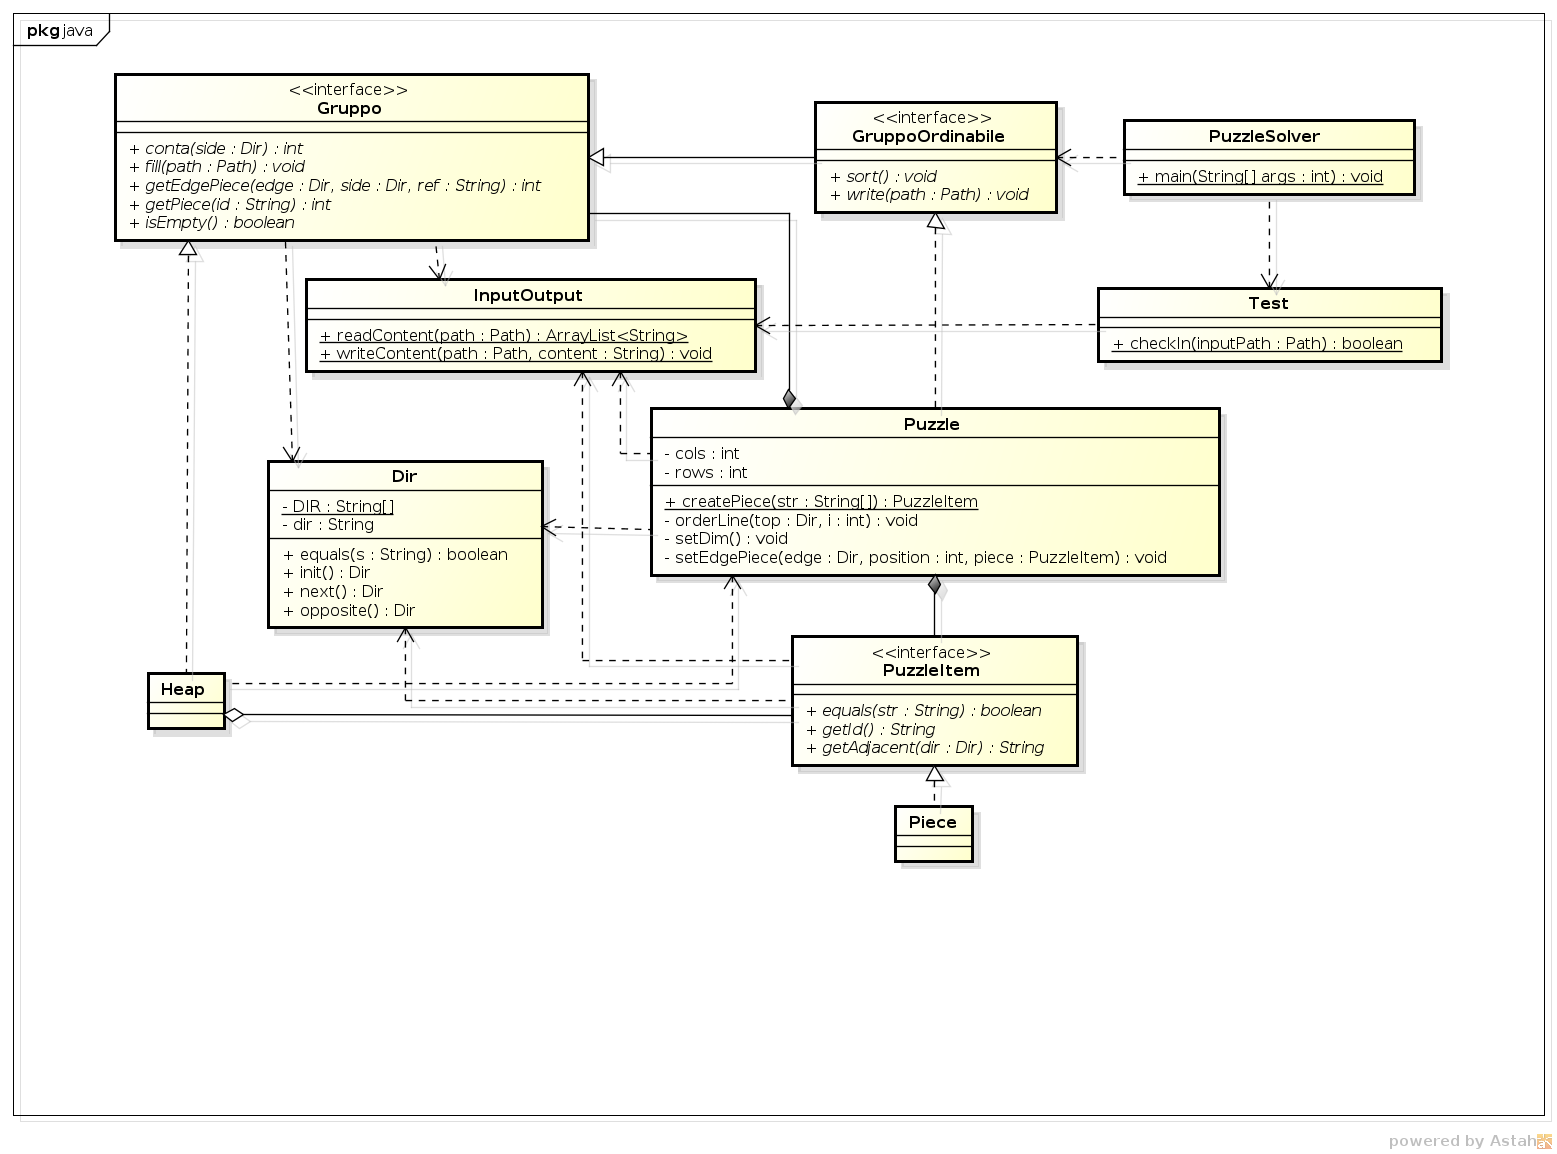 pkg java
<<interface>>
Gruppo
+ conta(side : Dir) : int
+ fill(path : Path) : void
+ getEdgePiece(edge : Dir, side : Dir, ref : String) : int
+ getPiece(id : String) : int
+ isEmpty() : boolean
<<interface>>
GruppoOrdinabile
+ sort() : void
+ write(path : Path) : void
PuzzleSolver
+ main(String[] args : int) : void
InputOutput
+ readContent(path : Path) : ArrayList<String>
+ writeContent(path : Path, content : String) : void
Test
+ checkIn(inputPath : Path) : boolean
Puzzle
- cols : int
- rows : int
+ createPiece(str : String[]) : PuzzleItem
- orderLine(top : Dir, i : int) : void
- setDim() : void
- setEdgePiece(edge : Dir, position : int, piece : PuzzleItem) : void
Dir
- DIR : String[]
- dir : String
+ equals(s : String) : boolean
+ init() : Dir
+ next() : Dir
+ opposite() : Dir
Heap
<<interface>>
PuzzleItem
+ equals(str : String) : boolean
+ getId() : String
+ getAdjacent(dir : Dir) : String
Piece
powered by Astah